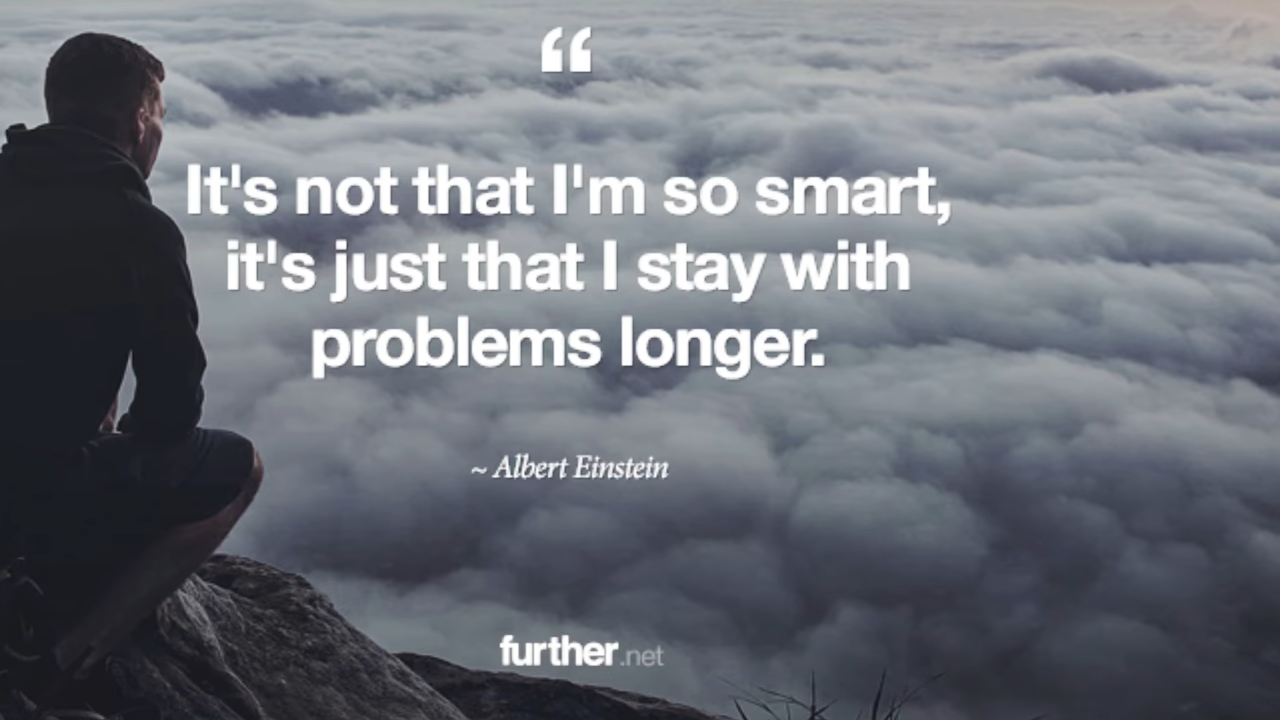 “
It's not that I'm so smart,
it's just that I stay with
problems longer.
~ Albert Einstein
further.net